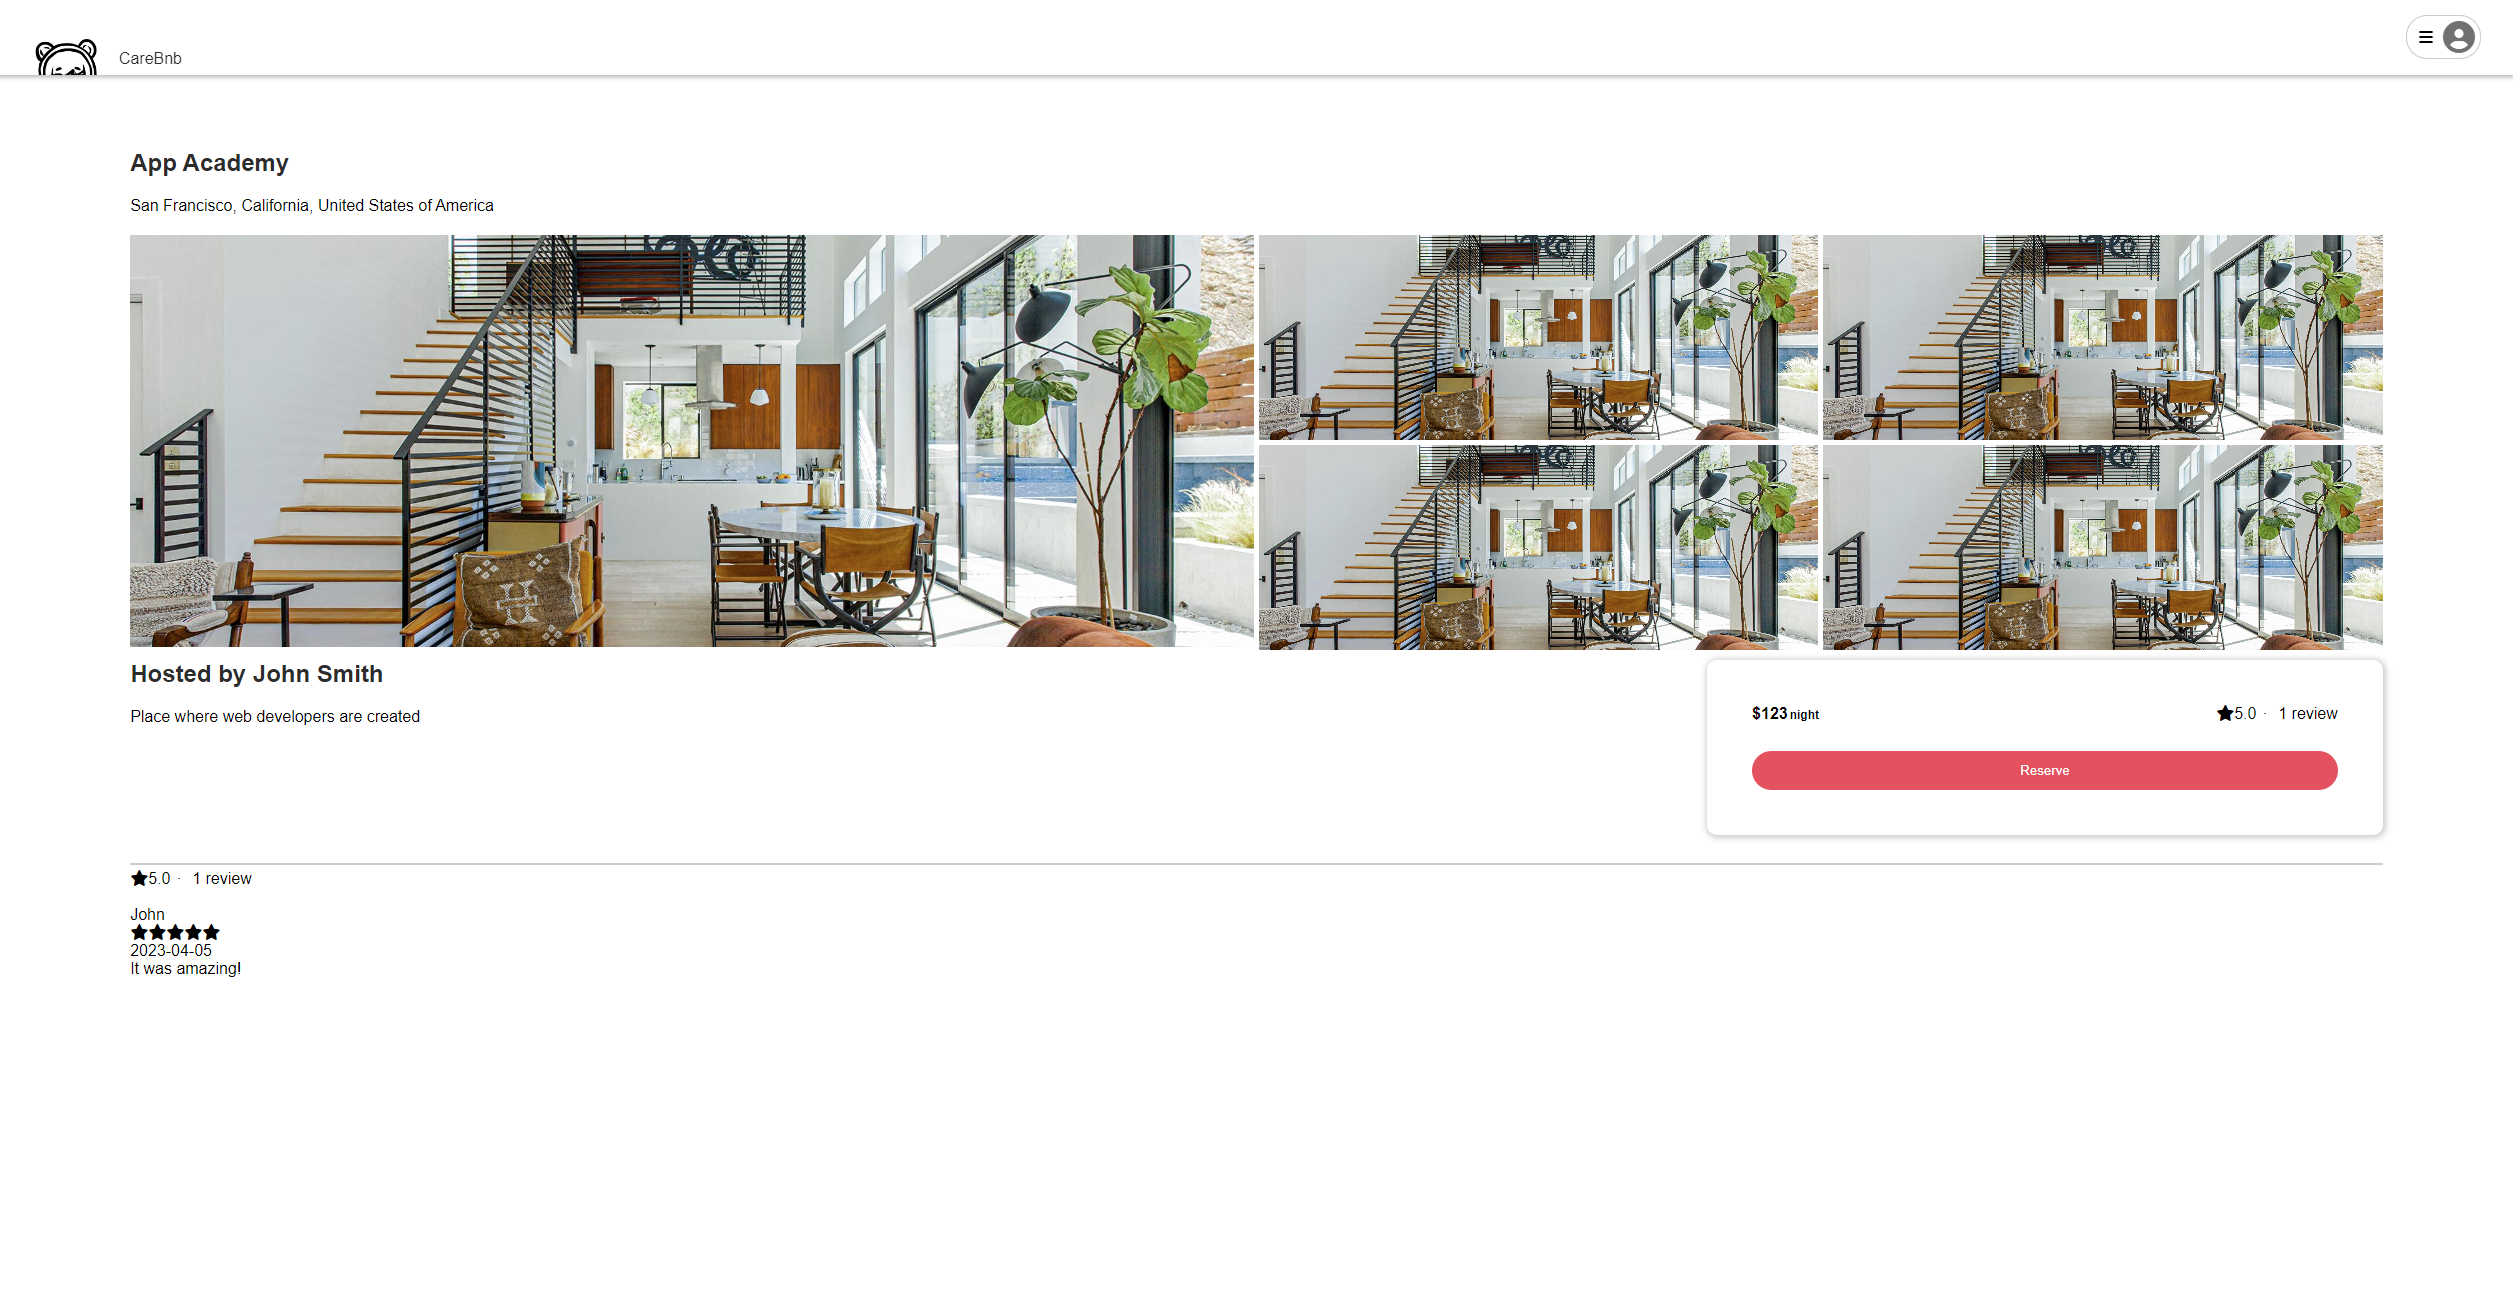 CareBnb
App Academy
San Francisco, California, United States of America
Hosted by John Smith
Place where web developers are created
$123 night
5.0 · 1 review
Reserve
5.0 · 1 review
John
2023-04-05
It was amazing!